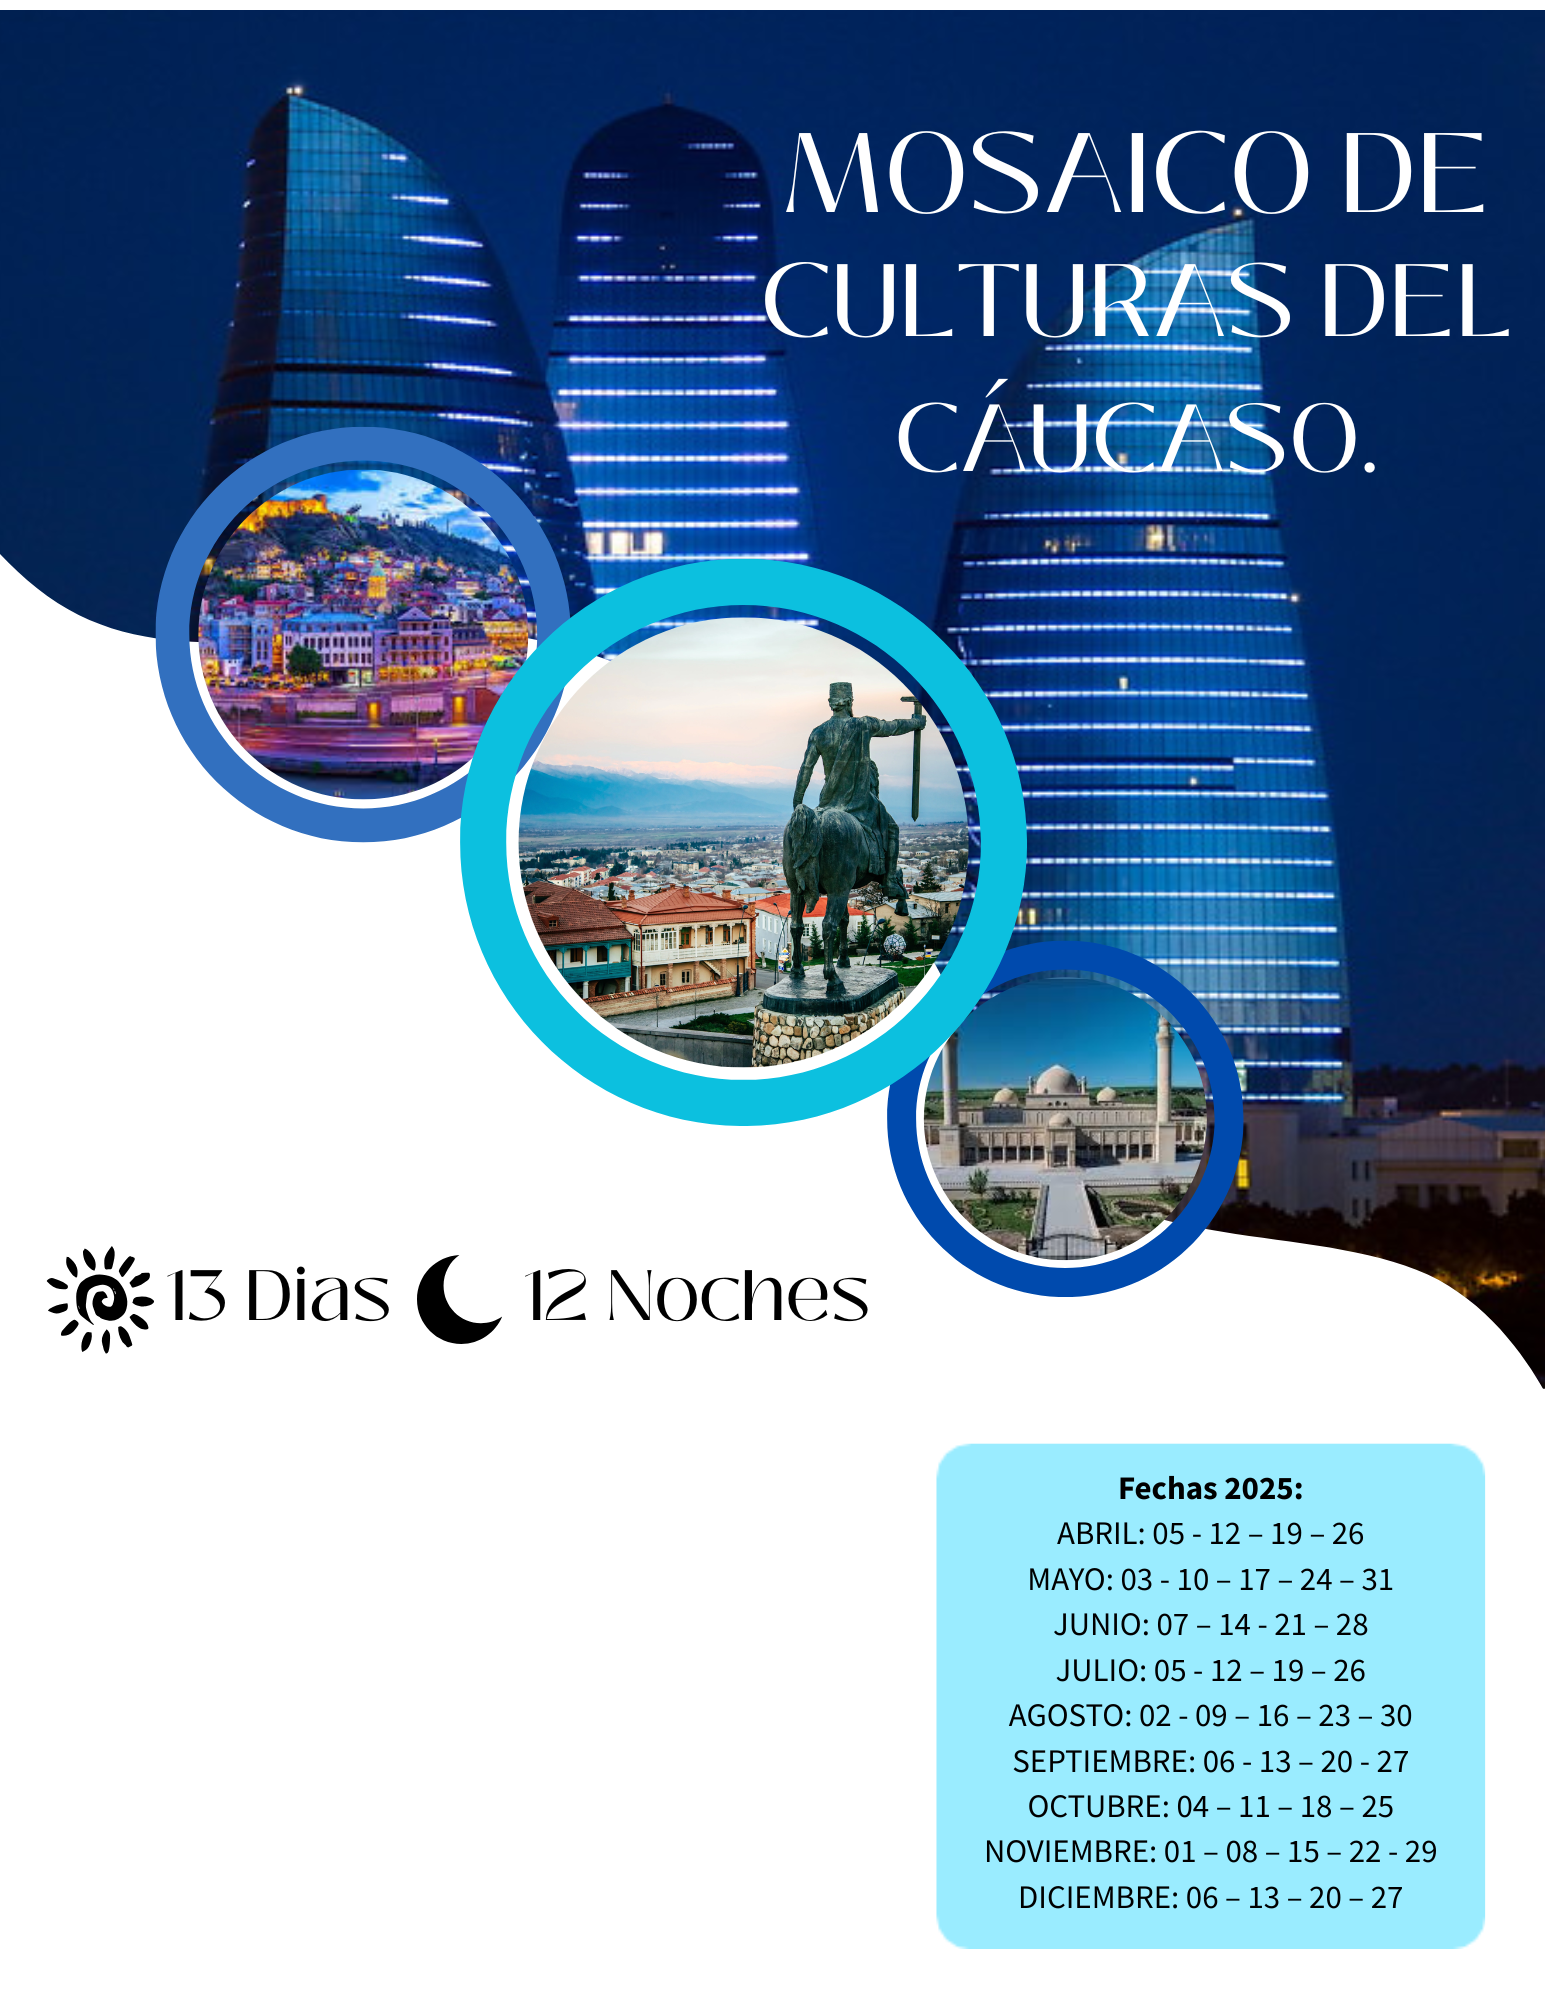 MOSAICO DE
CULTURAS DEL
CÁUCASO.
13 Dias 12 Noches
Fechas 2025:
ABRIL: 05 - 12 – 19 – 26
MAYO: 03 - 10 – 17 – 24 – 31
JUNIO: 07 – 14 - 21 – 28
JULIO: 05 - 12 – 19 – 26
AGOSTO: 02 - 09 – 16 – 23 – 30
SEPTIEMBRE: 06 - 13 – 20 - 27
OCTUBRE: 04 – 11 – 18 – 25
NOVIEMBRE: 01 – 08 – 15 – 22 - 29
DICIEMBRE: 06 – 13 – 20 – 27